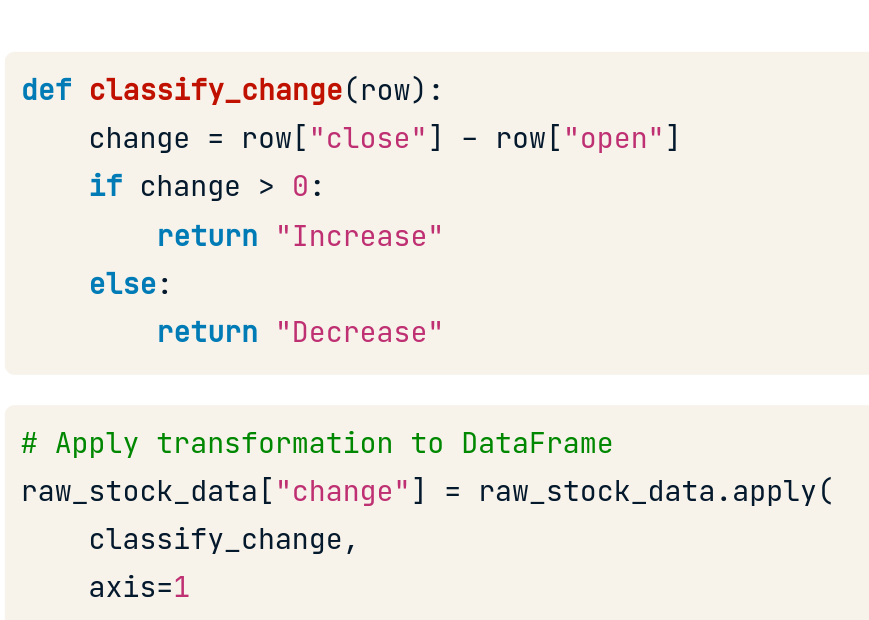 def classify_change(row):
    change = row["close"] - row["open"]
    if change > 0:
        return "Increase"
    else:
        return "Decrease"
# Apply transformation to DataFrame
raw_stock_data["change"] = raw_stock_data.apply(
    classify_change,
    axis=1